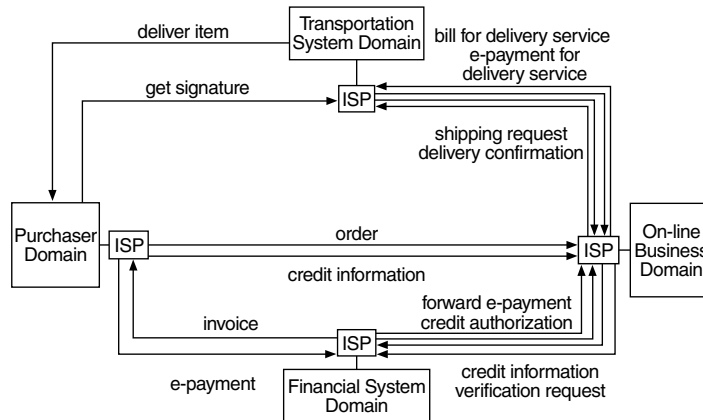 Transportation
System Domain
deliver item
bill for delivery service
e-payment for
delivery service
get signature
ISP
shipping request
delivery confirmation
Purchaser
Domain
ISP
order
credit information
ISP
On-line
Business
Domain
forward e-payment
credit authorization
invoice
ISP
e-payment
Financial System
Domain
credit information
verification request